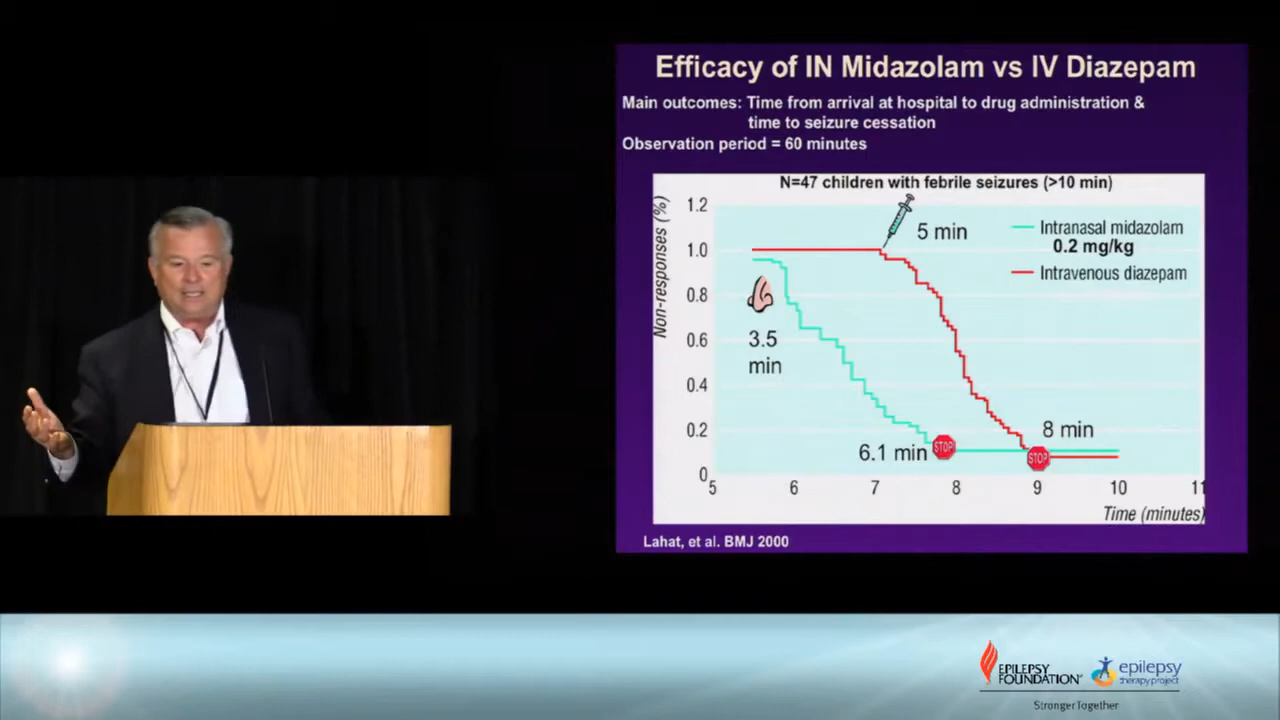 Efficacy of IN Midazolam vs IV Diazepam
Main outcomes: Time from arrival at hospital to drug administration &
time to seizure cessation
Observation period = 60 minutes
N=47 children with febrile seizures (>10 min)
Non-responses (%)
1.2
1.0
0.8
0.6
0.4
0.2
0
5 min
Intranasal midazolam
0.2 mg/kg
Intravenous diazepam
3.5
min
6.1 min
STOP
8 min
STOP
5 6 7 8 9 10 11
Time (minutes)
Lahat, et al. BMJ 2000
EPILEPSY
FOUNDATION
epilepsy
therapy project
StrongerTogether